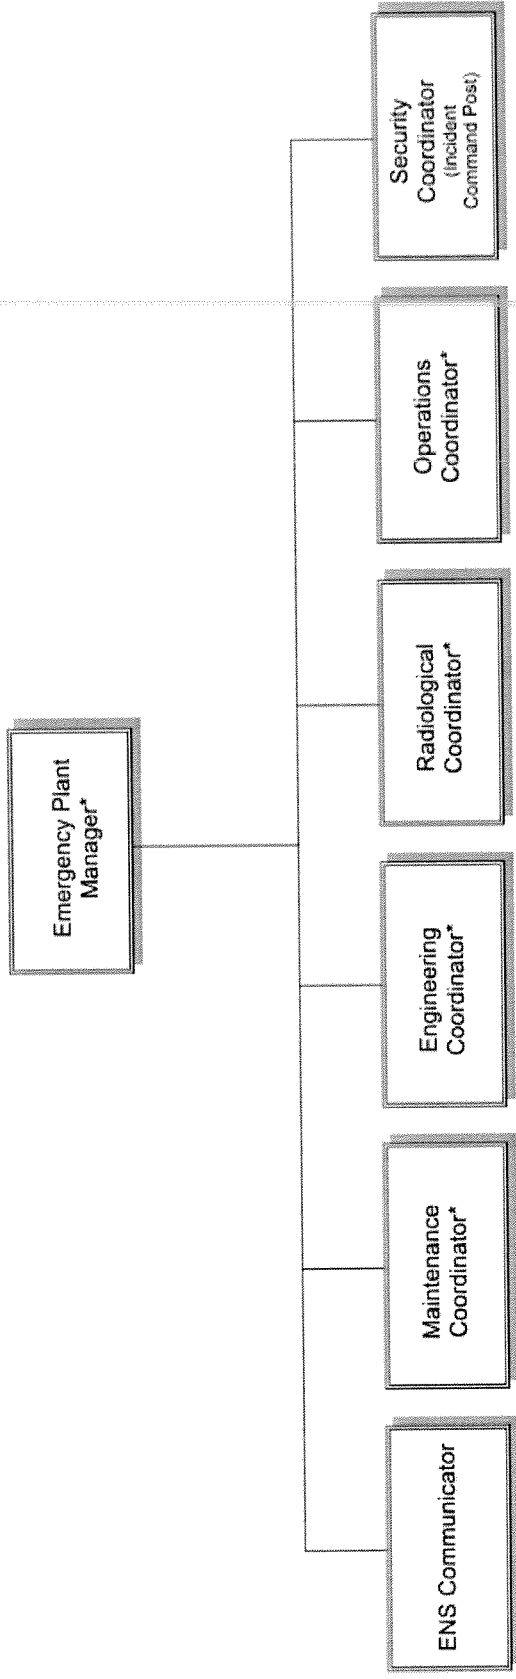 Emergency Plant
Manager*
ENS Communicator
Maintenance
Coordinator*
Engineering
Coordinator*
Radiological
Coordinator*
Operations
Coordinator*
Security
Coordinator
(Incident
Command Post)